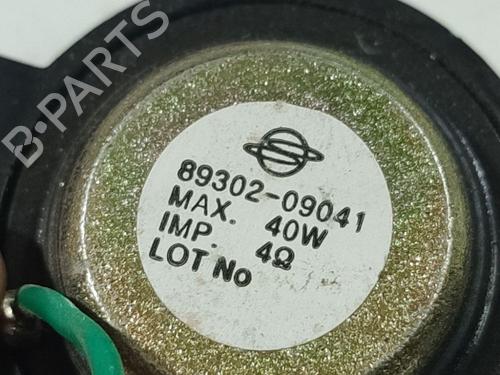 B-PARTS
89302-09041
MAX. 40W
IMP. 4Ω
LOT No